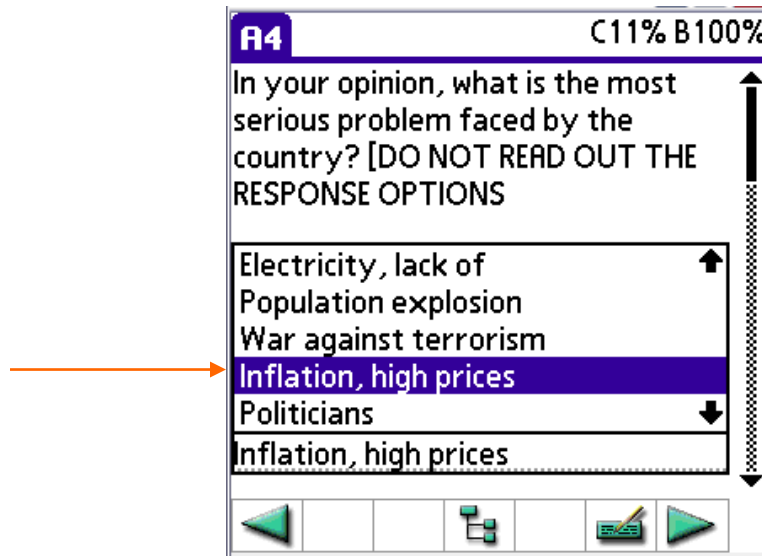 A4 C11% B100%
In your opinion, what is the most
serious problem faced by the
country? [DO NOT READ OUT THE
RESPONSE OPTIONS
Electricity, lack of
Population explosion
War against terrorism
Inflation, high prices
Politicians
Inflation, high prices